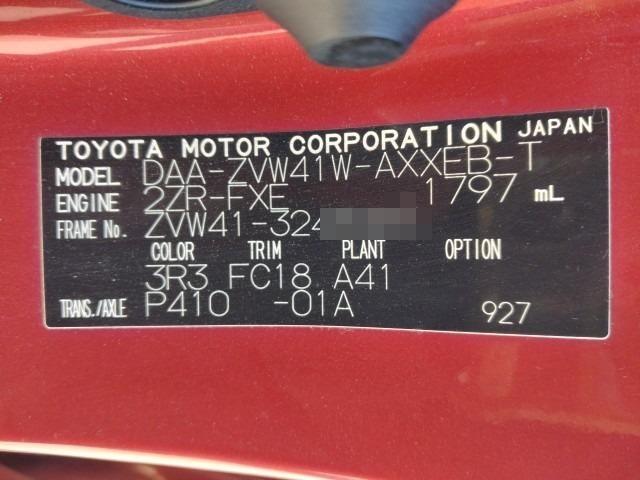 TOYOTA MOTOR CORPORATION JAPAN
MODEL DAA-ZVW41W-AXXEB-T
ENGINE 2ZR-FXE 1797 mL
FRAME No. ZVW41-324
COLOR TRIM PLANT OPTION
3R3 FC18 A41
TRANS./AXLE P410 -01A 927